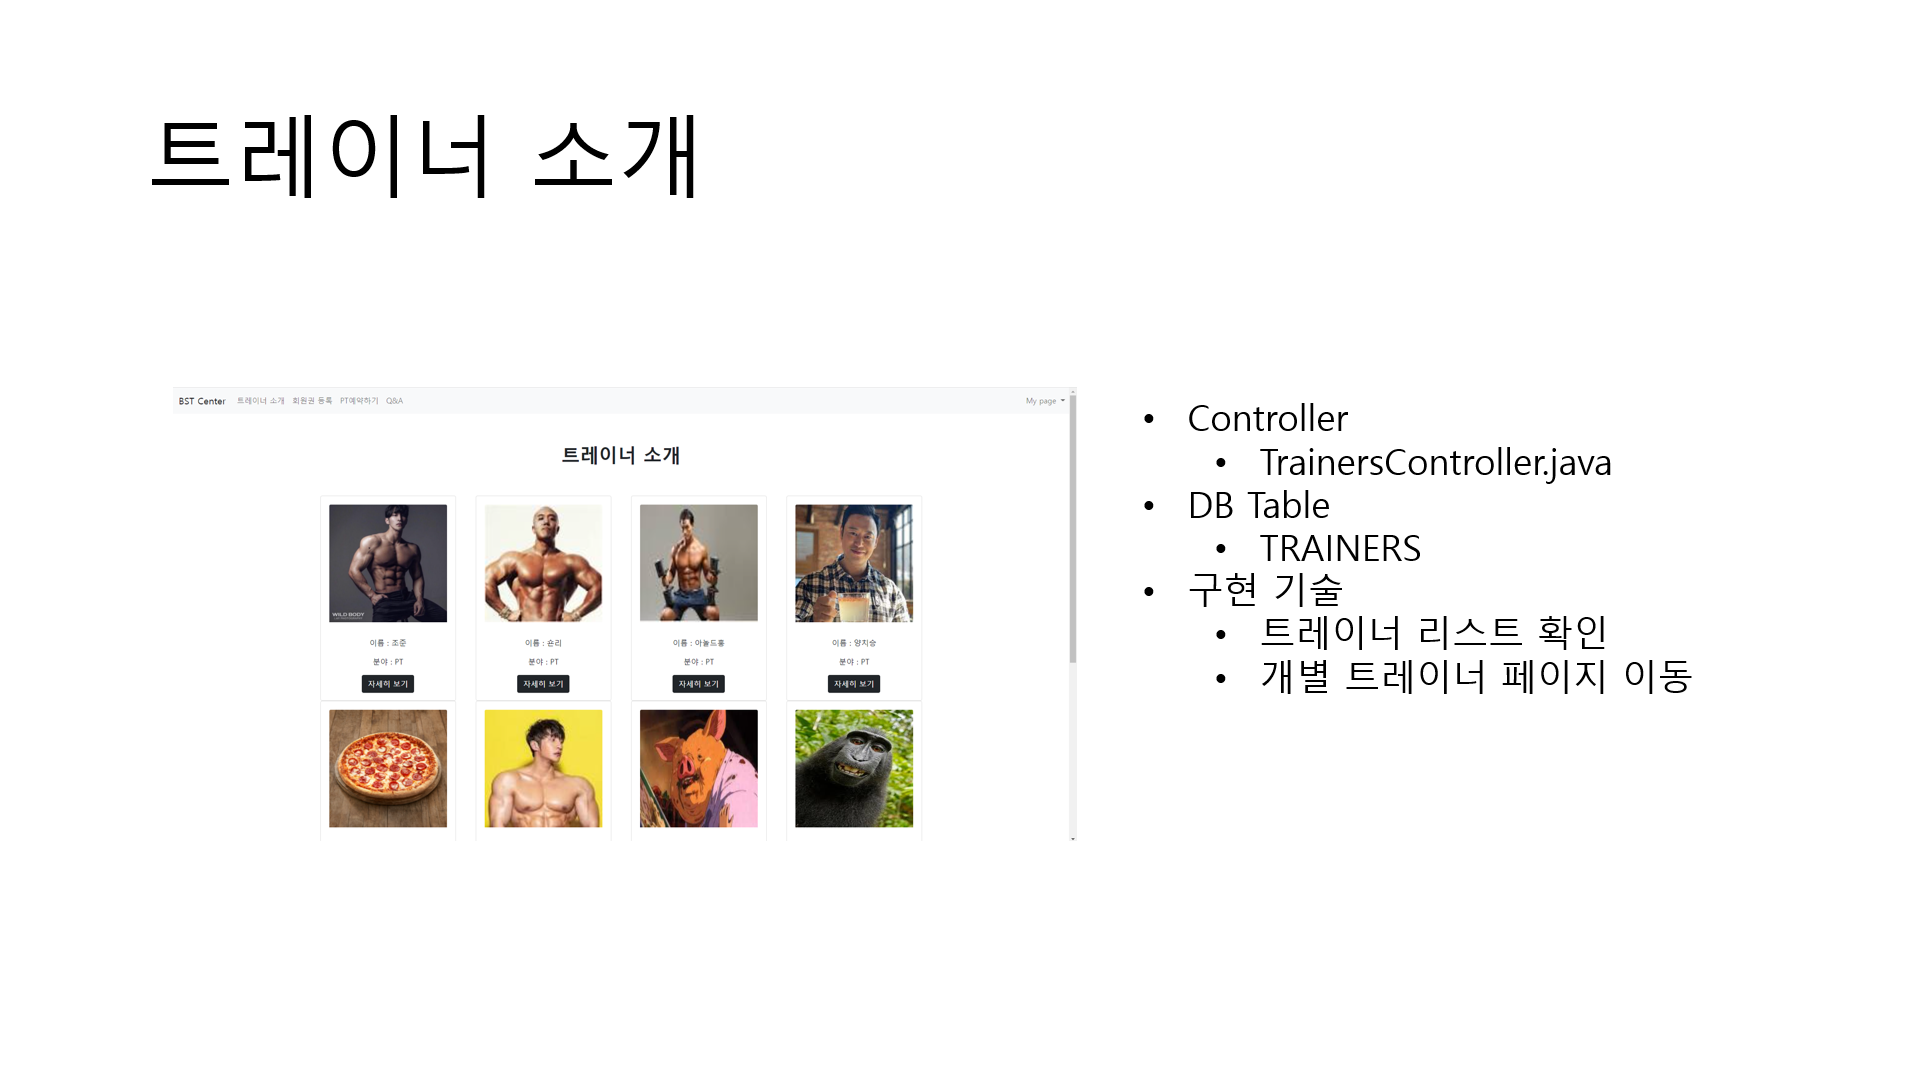 트레이너 소개
BST Center 트레이너 소개 회원권 등록 PT예약하기 Q&A My page
트레이너 소개
WILD BODY
이름 : 조준 이름 : 숀리 이름 : 아놀드홍 이름 : 양치승
분야 : PT 분야 : PT 분야 : PT 분야 : PT
자세히 보기 자세히 보기 자세히 보기 자세히 보기
• Controller
• TrainersController.java
• DB Table
• TRAINERS
• 구현 기술
• 트레이너 리스트 확인
• 개별 트레이너 페이지 이동